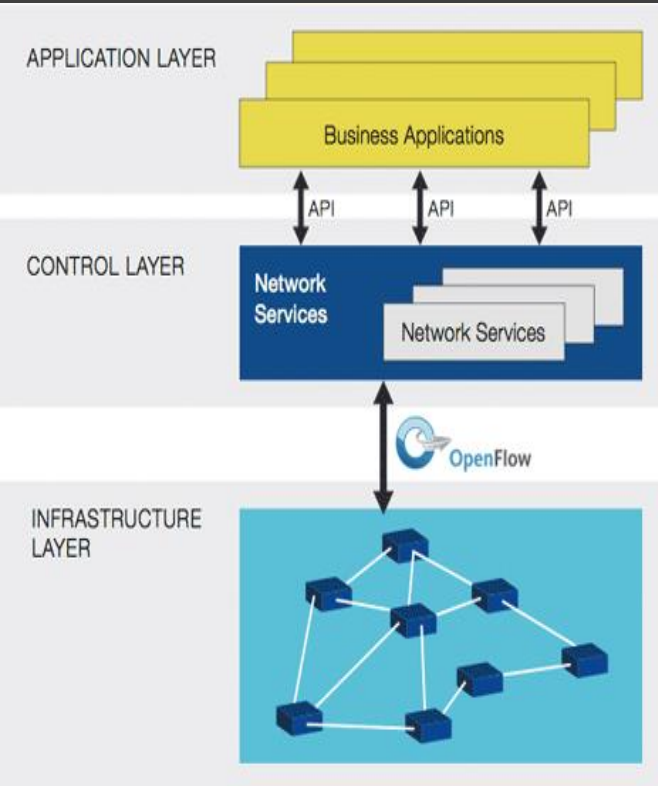 APPLICATION LAYER
Business Applications
API
API
API
CONTROL LAYER
Network
Services
Network Services
OpenFlow
INFRASTRUCTURE
LAYER